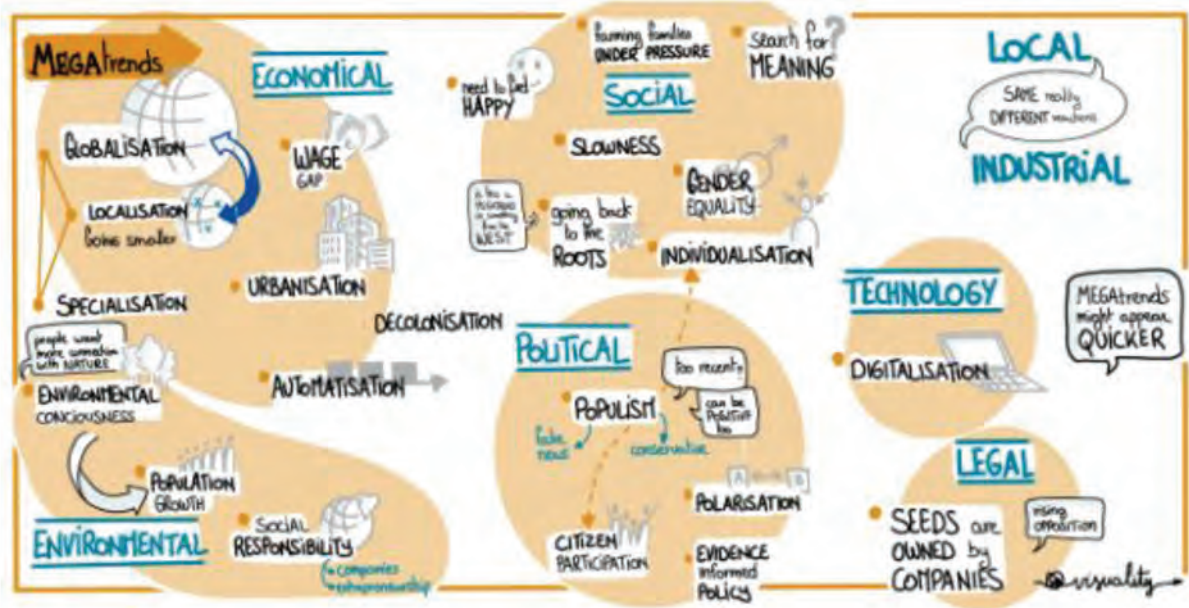 MEGAtrends
ECONOMICAL
GLOBALISATION
WAGE
GAP
LOCALISATION
Going smaller
URBANISATION
SPECIALISATION
DECOLONISATION
people want
more connection
with NATURE
ENVIRONMENTAL
CONCIOUSNESS
AUTOMATISATION
POPULATION
GROWTH
ENVIRONMENTAL
SOCIAL
RESPONSIBILITY
companies
entrepreneurship
farming families
UNDER PRESSURE
search for ?
MEANING
need to feel
HAPPY
SOCIAL
SLOWNESS
GENDER
EQUALITY
WEST
going back
to the
ROOTS
INDIVIDUALISATION
POLITICAL
too recent?
POPULISM
can be
POSITIVE
too
fake
news
conservative
A
B
POLARISATION
CITIZEN
PARTICIPATION
EVIDENCE
informed
POLICY
LOCAL
SAME really
DIFFERENT reactions
INDUSTRIAL
TECHNOLOGY
DIGITALISATION
MEGAtrends
might appear
QUICKER
LEGAL
SEEDS are
OWNED by
COMPANIES
rising
opposition
visuality